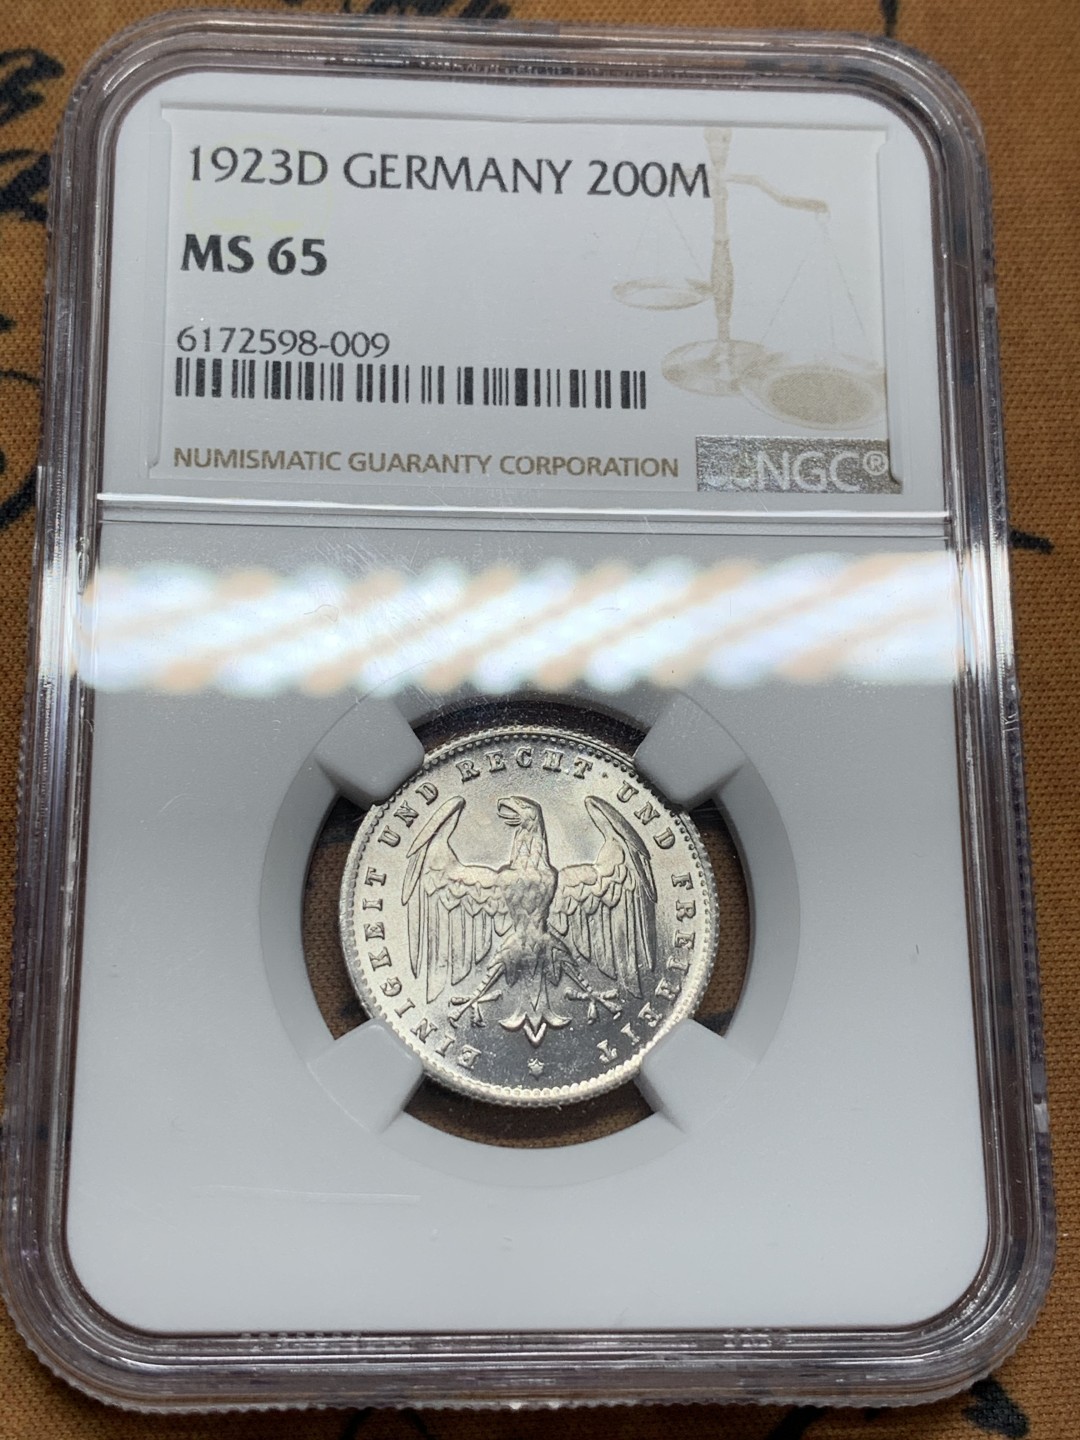 1923D GERMANY 200M
MS 65
6172598-009
NUMISMATIC GUARANTY CORPORATION
NGC®
EINIGKEIT UND RECHT · UND FREIHEIT